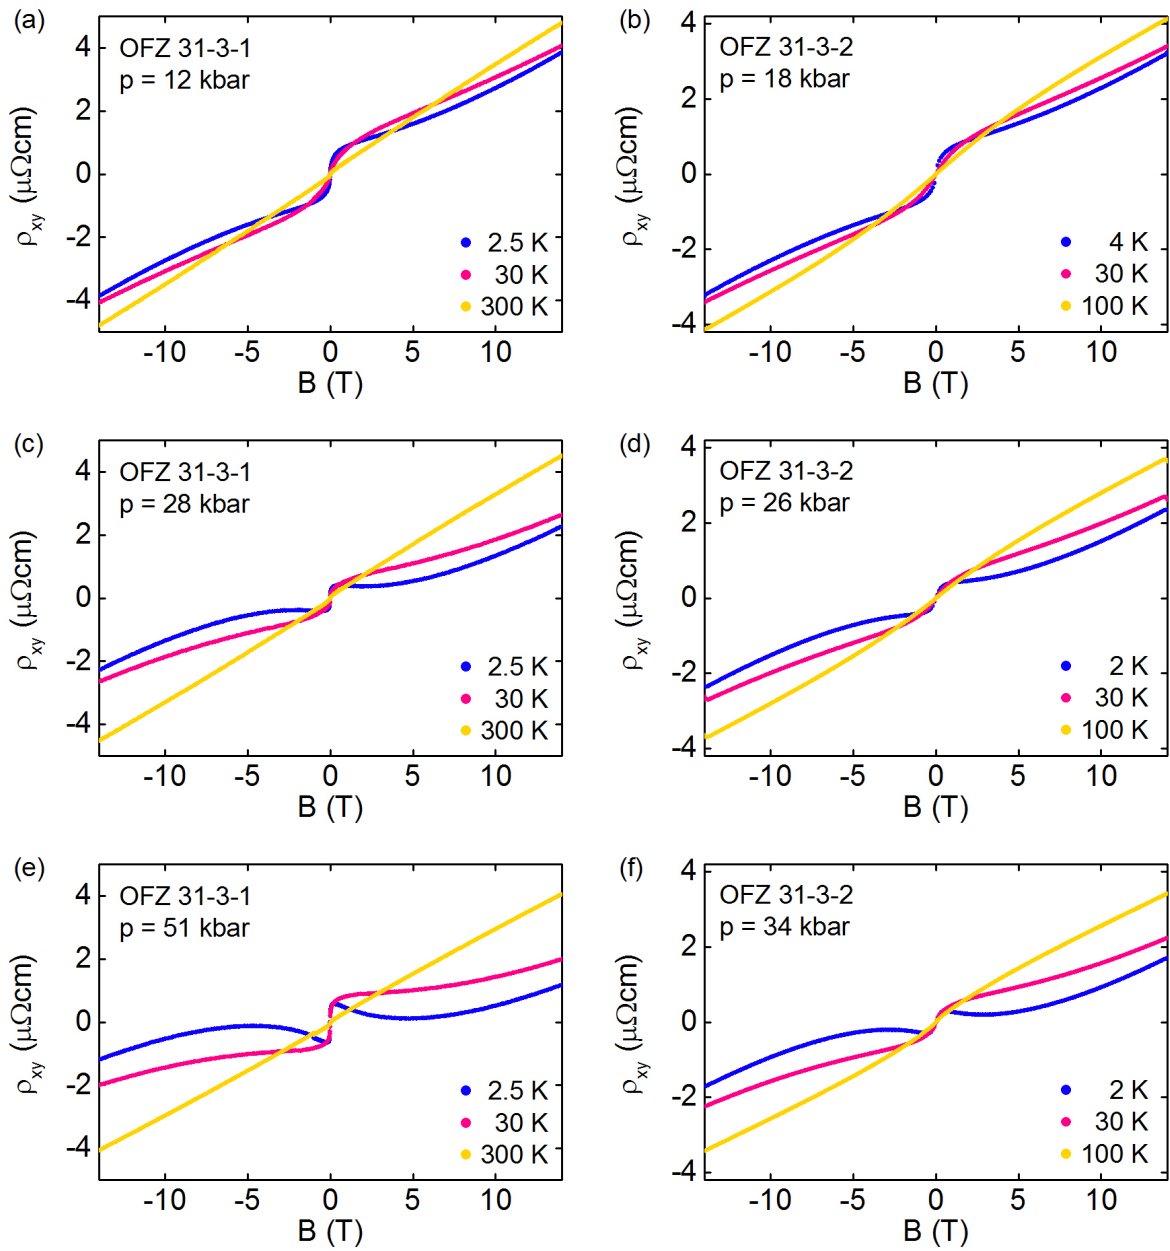 (a)
OFZ 31-3-1
p = 12 kbar
ρxy (μΩcm)
4
2
0
-2
-4
2.5 K
30 K
300 K
-10 -5 0 5 10
B (T)
(b)
OFZ 31-3-2
p = 18 kbar
ρxy (μΩcm)
4
2
0
-2
-4
4 K
30 K
100 K
-10 -5 0 5 10
B (T)
(c)
OFZ 31-3-1
p = 28 kbar
ρxy (μΩcm)
4
2
0
-2
-4
2.5 K
30 K
300 K
-10 -5 0 5 10
B (T)
(d)
OFZ 31-3-2
p = 26 kbar
ρxy (μΩcm)
4
2
0
-2
-4
2 K
30 K
100 K
-10 -5 0 5 10
B (T)
(e)
OFZ 31-3-1
p = 51 kbar
ρxy (μΩcm)
4
2
0
-2
-4
2.5 K
30 K
300 K
-10 -5 0 5 10
B (T)
(f)
OFZ 31-3-2
p = 34 kbar
ρxy (μΩcm)
4
2
0
-2
-4
2 K
30 K
100 K
-10 -5 0 5 10
B (T)